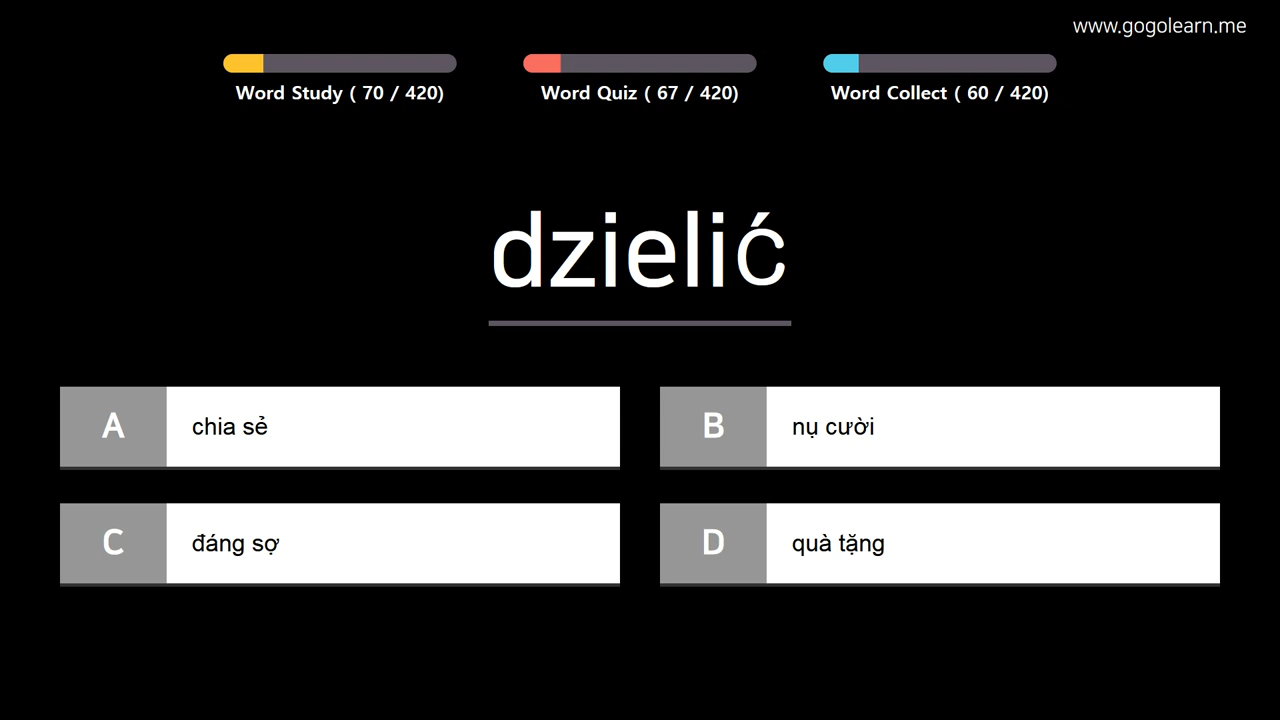 www.gogolearn.me
Word Study ( 70 / 420)
Word Quiz ( 67 / 420)
Word Collect ( 60 / 420)
dzielić
A chia sẻ
B nụ cười
C đáng sợ
D quà tặng